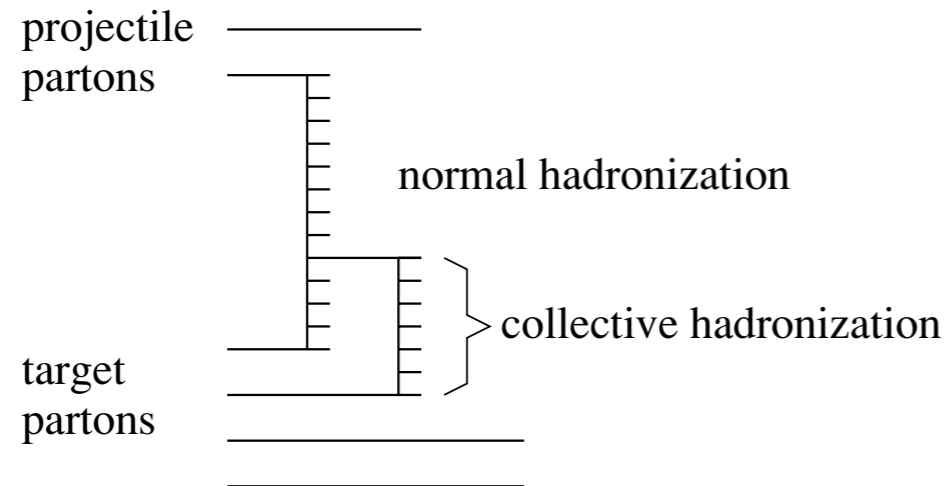 projectile
partons
normal hadronization
collective hadronization
target
partons